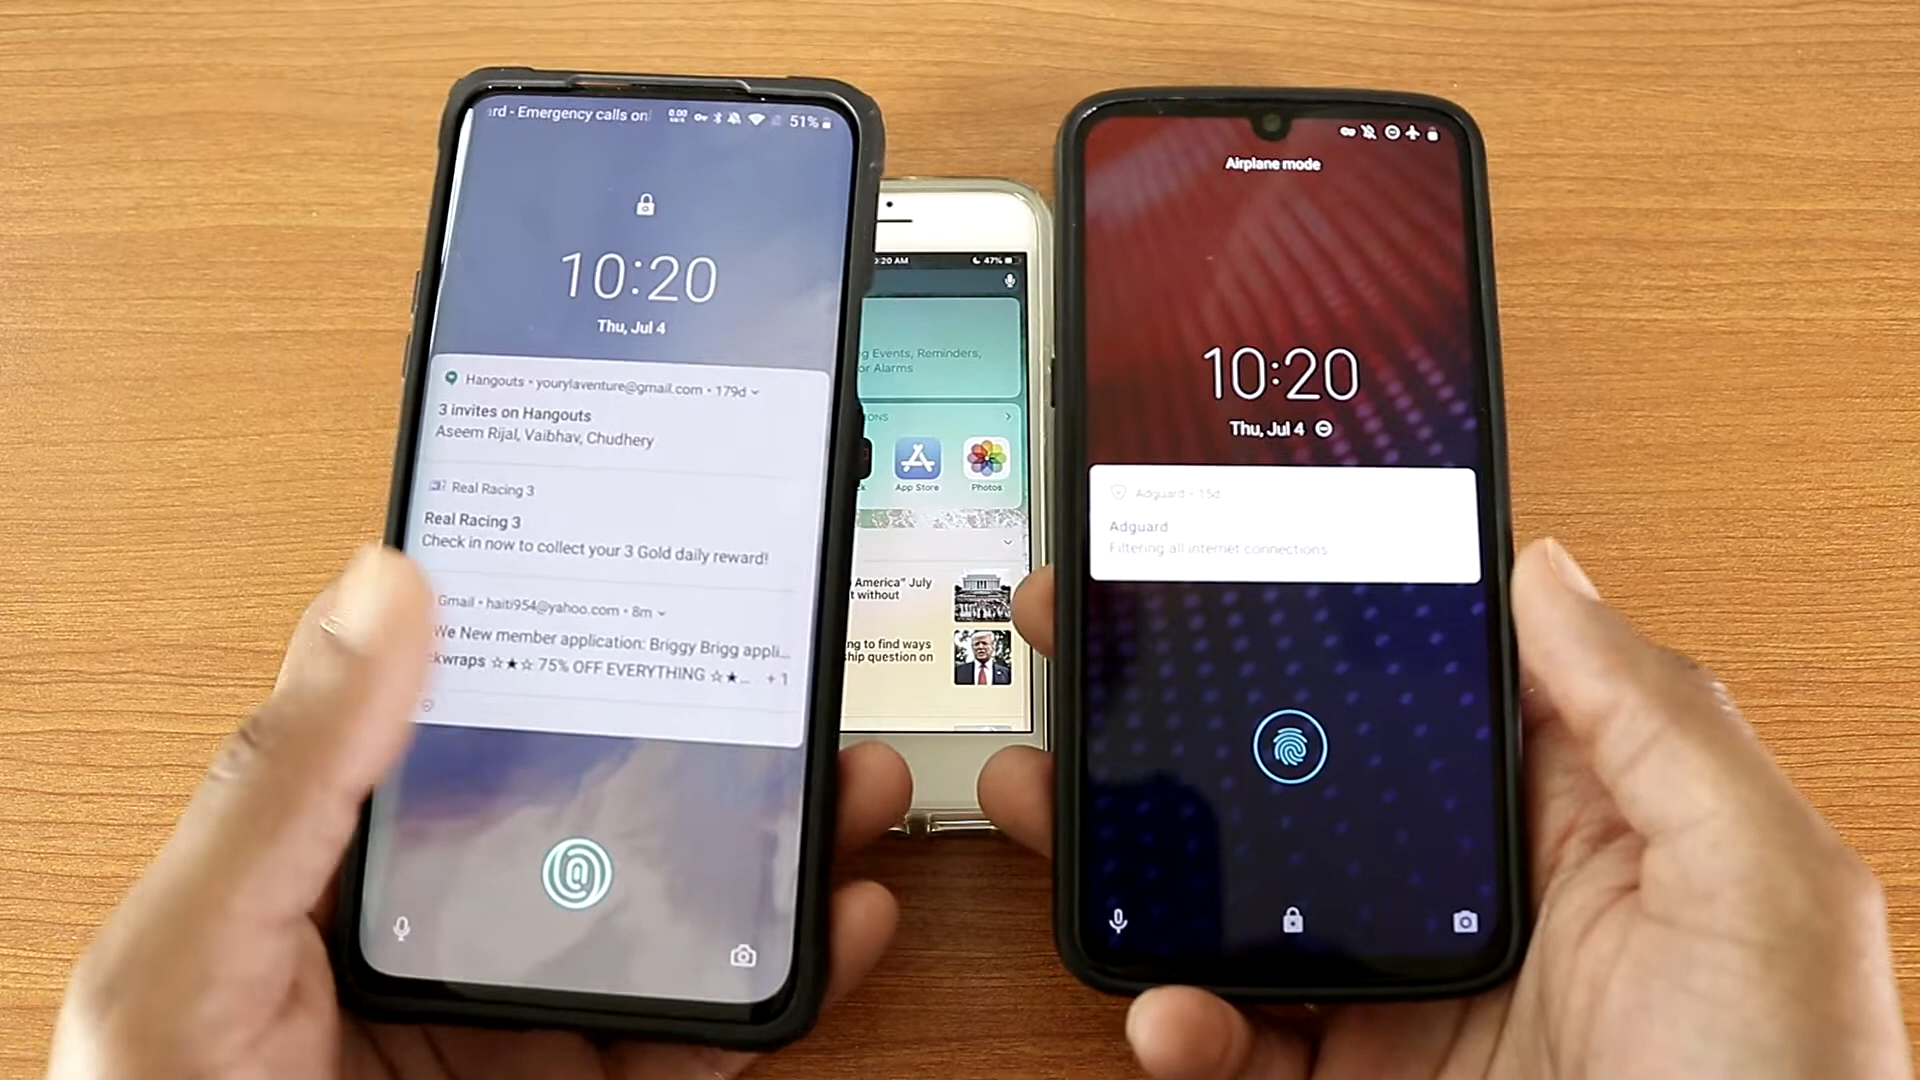 rd - Emergency calls on
51%
10:20
Thu, Jul 4
Hangouts • yourylaventure@gmail.com • 179d
3 invites on Hangouts
Aseem Rijal, Vaibhav, Chudhery
Real Racing 3
Real Racing 3
Check in now to collect your 3 Gold daily reward!
Gmail • haiti954@yahoo.com • 8m
We New member application: Briggy Brigg appli...
kwraps ☆★☆ 75% OFF EVERYTHING ☆★... + 1
:20 AM 47%
g Events, Reminders,
or Alarms
ONS
App Store
Photos
America" July
t without
ng to find ways
hip question on
Airplane mode
10:20
Thu, Jul 4
Adguard • 15d
Adguard
Filtering all internet connections